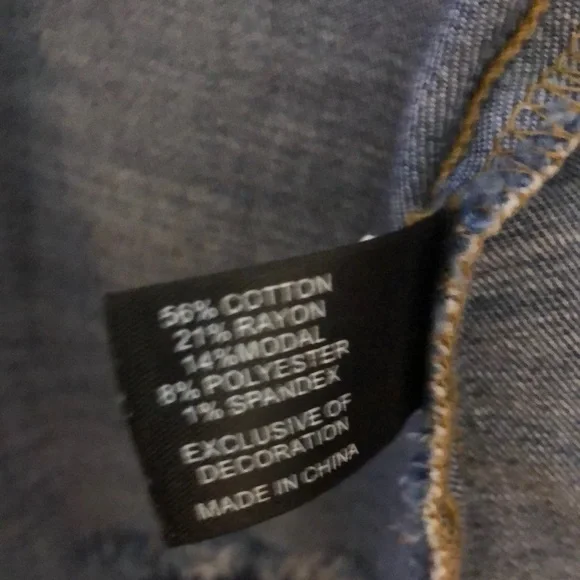 56% COTTON
21% RAYON
14%MODAL
8% POLYESTER
1% SPANDEX
EXCLUSIVE OF
DECORATION
MADE IN CHINA